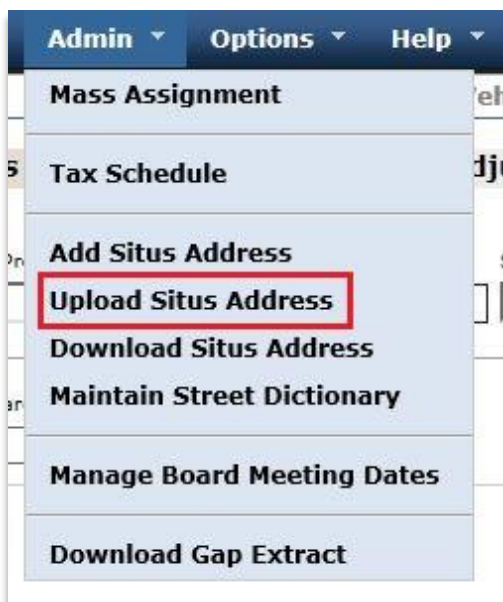 Admin Options Help
Mass Assignment
Tax Schedule
Add Situs Address
Upload Situs Address
Download Situs Address
Maintain Street Dictionary
Manage Board Meeting Dates
Download Gap Extract